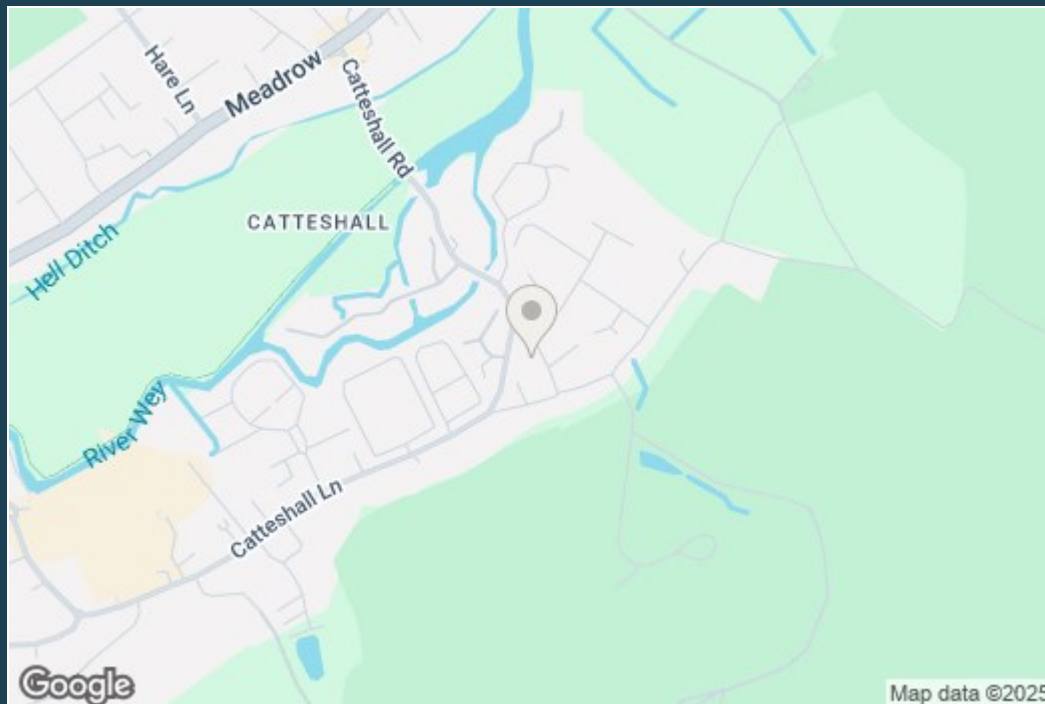 Hare Ln
Meadrow
Catteshall Rd
CATTESHALL
Hell Ditch
River Wey
Catteshall Ln
Google
Map data ©2025